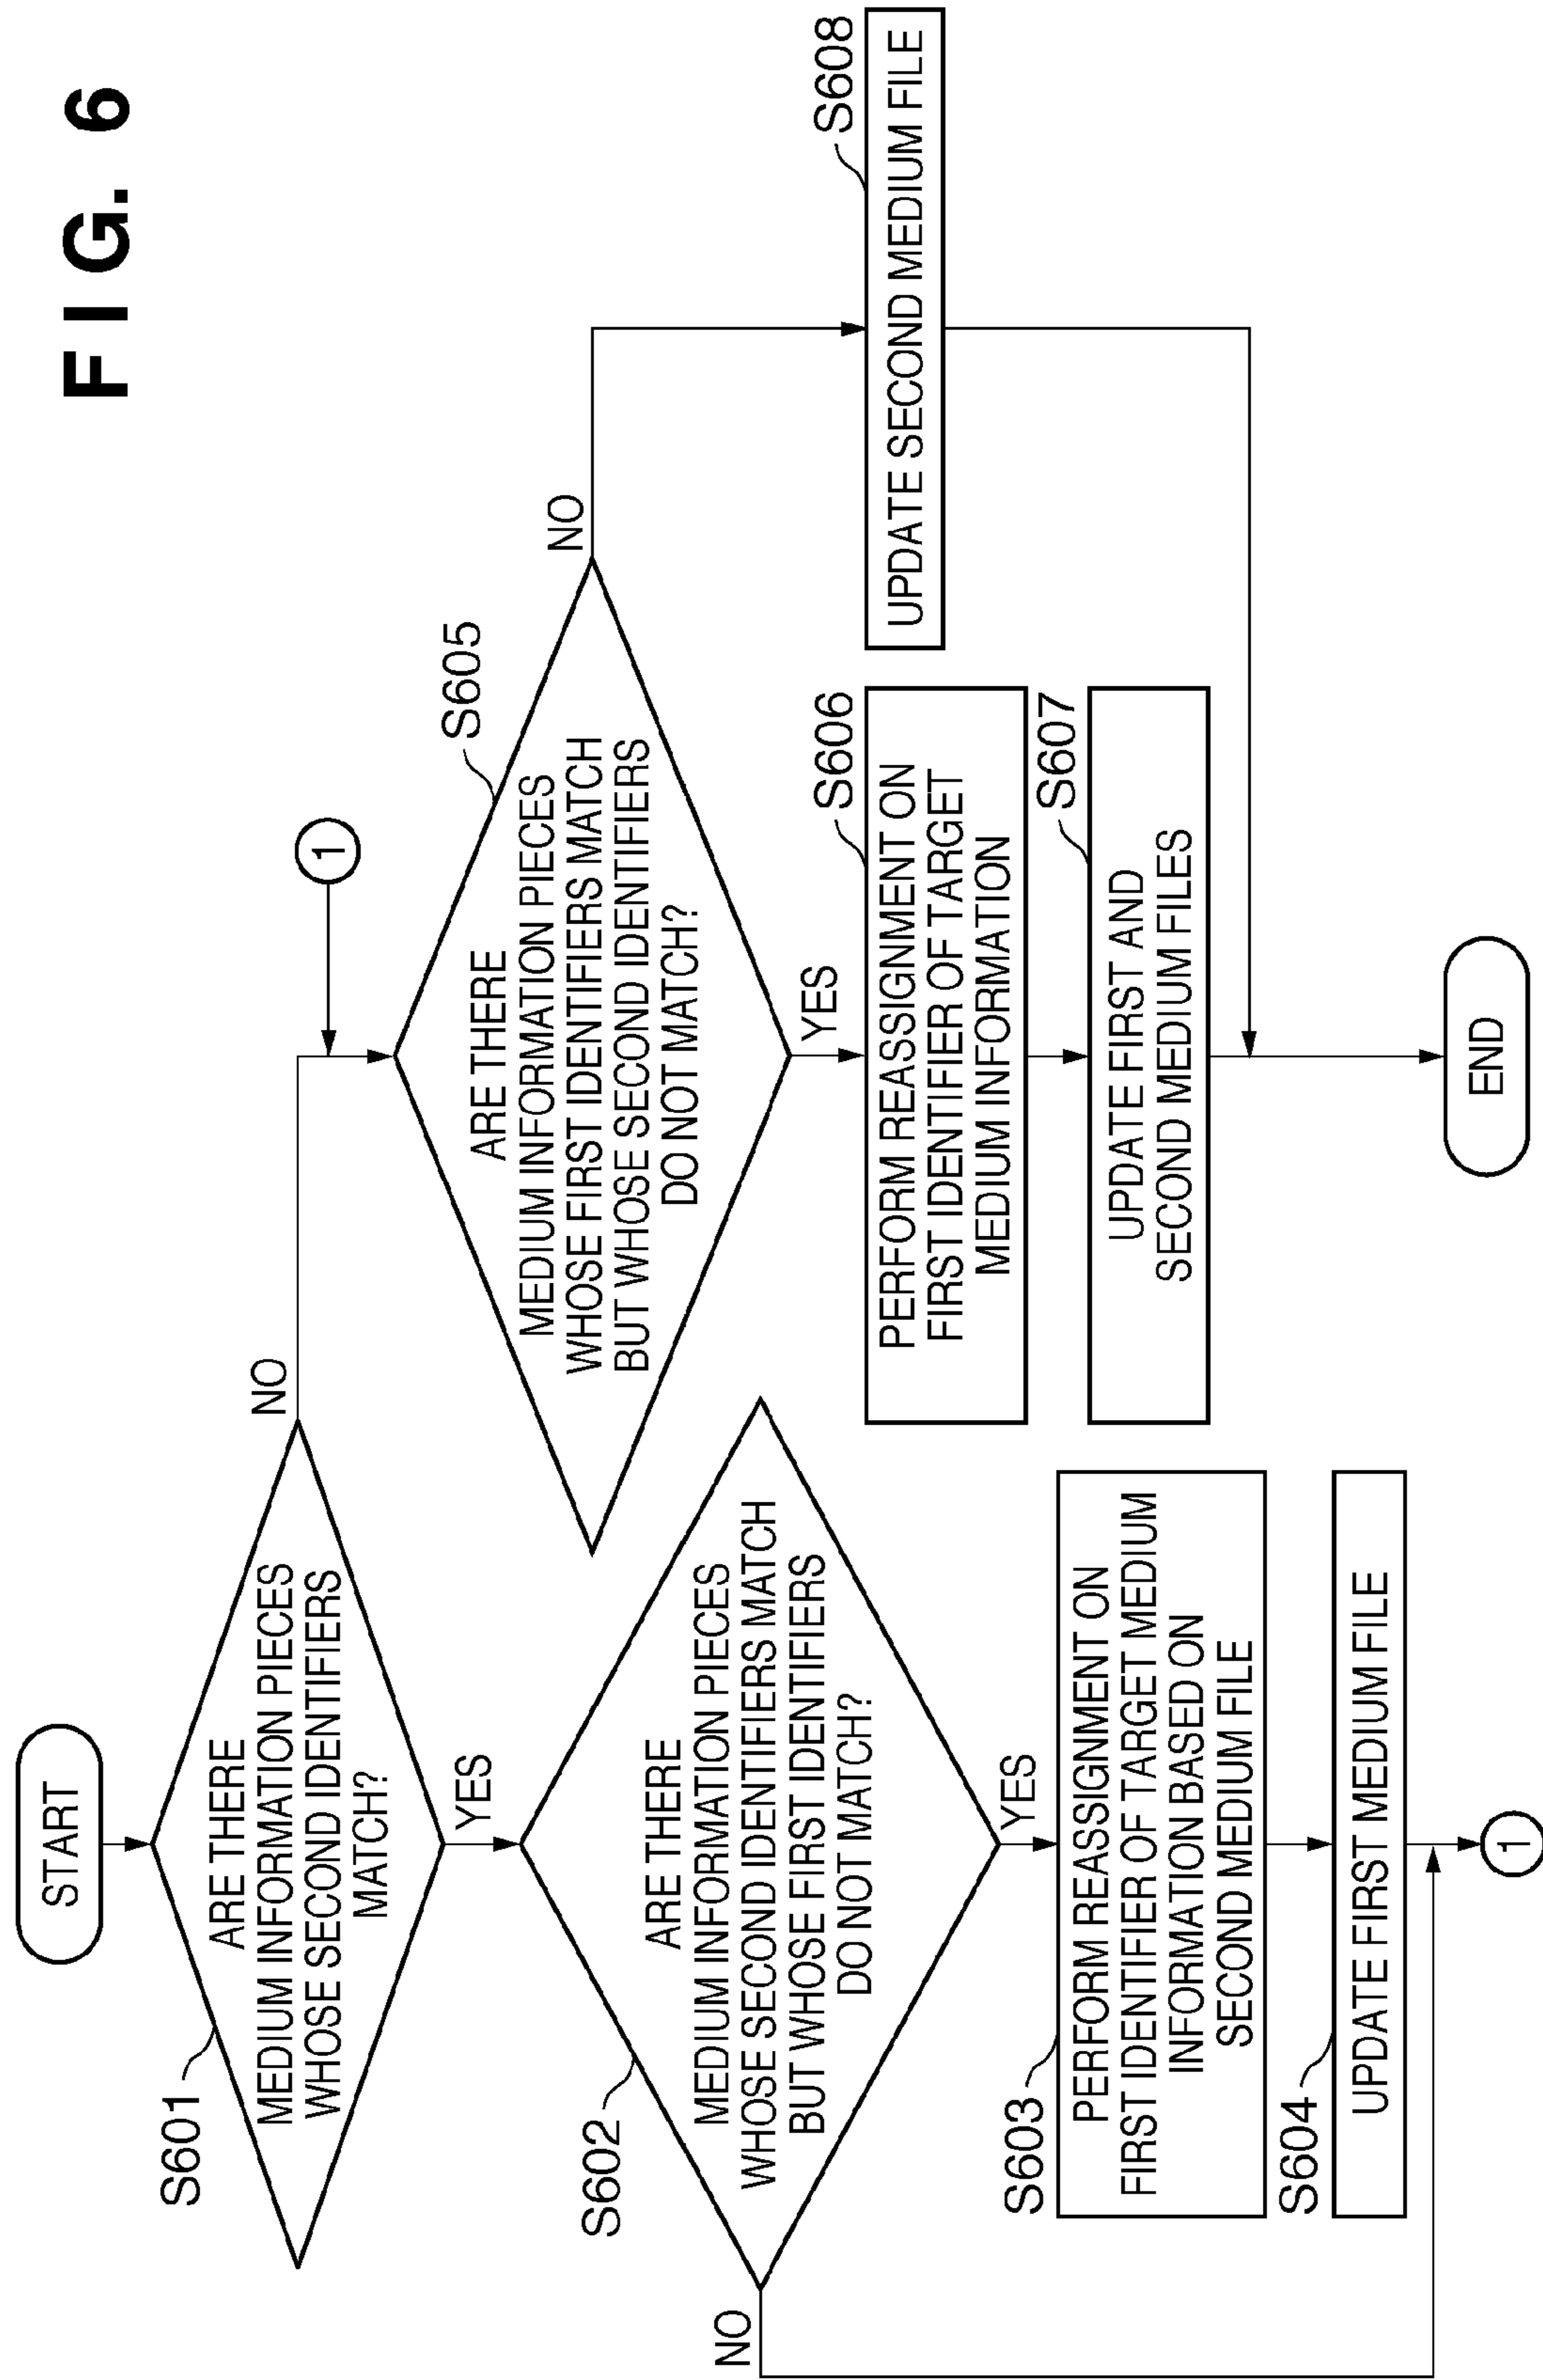 FIG. 6
START
S601
ARE THERE
MEDIUM INFORMATION PIECES
WHOSE SECOND IDENTIFIERS
MATCH?
NO
YES
S602
ARE THERE
MEDIUM INFORMATION PIECES
WHOSE SECOND IDENTIFIERS MATCH
BUT WHOSE FIRST IDENTIFIERS
DO NOT MATCH?
NO
YES
S603
PERFORM REASSIGNMENT ON
FIRST IDENTIFIER OF TARGET MEDIUM
INFORMATION BASED ON
SECOND MEDIUM FILE
S604
UPDATE FIRST MEDIUM FILE
1
1
S605
ARE THERE
MEDIUM INFORMATION PIECES
WHOSE FIRST IDENTIFIERS MATCH
BUT WHOSE SECOND IDENTIFIERS
DO NOT MATCH?
NO
YES
S606
PERFORM REASSIGNMENT ON
FIRST IDENTIFIER OF TARGET
MEDIUM INFORMATION
S607
UPDATE FIRST AND
SECOND MEDIUM FILES
S608
UPDATE SECOND MEDIUM FILE
END